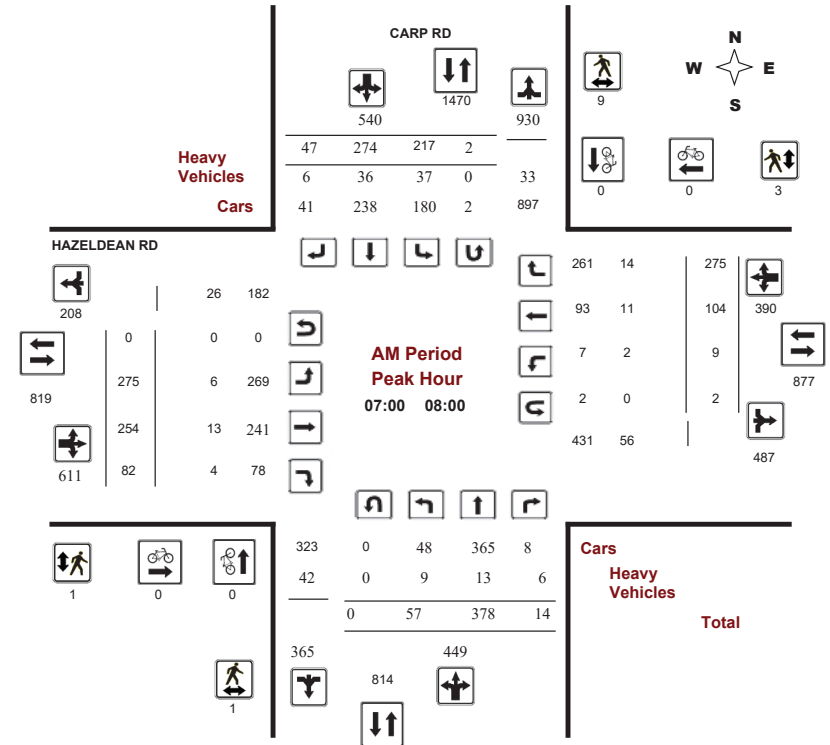 CARP RD
N
W E
S
1470
9
540 930
47 274 217 2
Heavy
Vehicles 6 36 37 0 33
Cars 41 238 180 2 897
0 0 3
HAZELDEAN RD
208
26 182
261 14 275
93 11 104 390
0 0 0
819
275 6 269
AM Period
Peak Hour
07:00 08:00
7 2 9
877
2 0 2
254 13 241
611
82 4 78
431 56
487
323 0 48 365 8 Cars
42 0 9 13 6 Heavy
Vehicles
0 57 378 14 Total
1 0 0
365 449
814
1